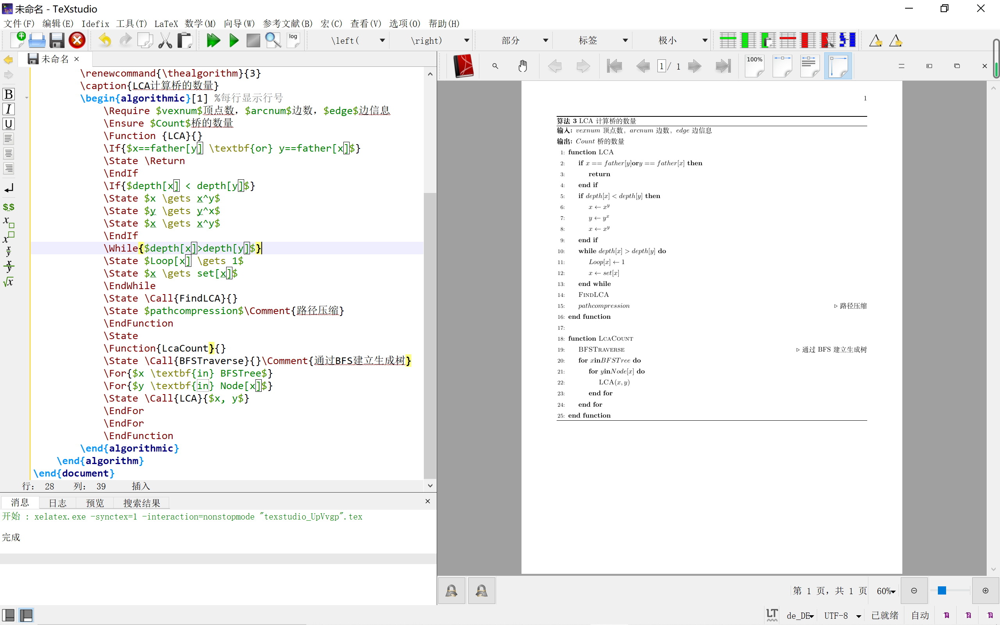 未命名 - TeXstudio
文件(F) 编辑(E) Idefix 工具(T) LaTeX 数学(M) 向导(W) 参考文献(B) 宏(C) 查看(V) 选项(O) 帮助(H)
log \left( \right) 部分 标签 极小
未命名
\renewcommand{\thealgorithm}{3}
\caption{LCA计算桥的数量}
\begin{algorithmic}[1] %每行显示行号
\Require $vexnum$顶点数，$arcnum$边数，$edge$边信息
\Ensure $Count$桥的数量
\Function {LCA}{}
\If{$x==father[y] \textbf{or} y==father[x]$}
\State \Return
\EndIf
\If{$depth[x] < depth[y]$}
\State $x \gets x^y$
\State $y \gets y^x$
\State $x \gets x^y$
\EndIf
\While{$depth[x]>depth[y]$}
\State $Loop[x] \gets 1$
\State $x \gets set[x]$
\EndWhile
\State \Call{FindLCA}{}
\State $pathcompression$\Comment{路径压缩}
\EndFunction
\State
\Function{LcaCount}{}
\State \Call{BFSTraverse}{}\Comment{通过BFS建立生成树}
\For{$x \textbf{in} BFSTree$}
\For{$y \textbf{in} Node[x]$}
\State \Call{LCA}{$x, y$}
\EndFor
\EndFor
\EndFunction
\end{algorithmic}
\end{algorithm}
\end{document}
行： 28 列： 39 插入
消息 日志 预览 搜索结果
开始 : xelatex.exe -synctex=1 -interaction=nonstopmode "texstudio_UpVvgp".tex
完成
B
I
U
$$
x
x
x/y
x/y
√x
1 / 1 100%
1
算法 3 LCA 计算桥的数量
输入: vexnum 顶点数，arcnum 边数，edge 边信息
输出: Count 桥的数量
1: function LCA
2: if x == father[y]ory == father[x] then
3: return
4: end if
5: if depth[x] < depth[y] then
6: x ← x^y
7: y ← y^x
8: x ← x^y
9: end if
10: while depth[x] > depth[y] do
11: Loop[x] ← 1
12: x ← set[x]
13: end while
14: FINDLCA
15: pathcompression ▷ 路径压缩
16: end function
17:
18: function LCACOUNT
19: BFSTRAVERSE ▷ 通过 BFS 建立生成树
20: for xinBFSTree do
21: for yinNode[x] do
22: LCA(x, y)
23: end for
24: end for
25: end function
第 1 页，共 1 页 60%
LT de_DE UTF-8 已就绪 自动 1 2 3